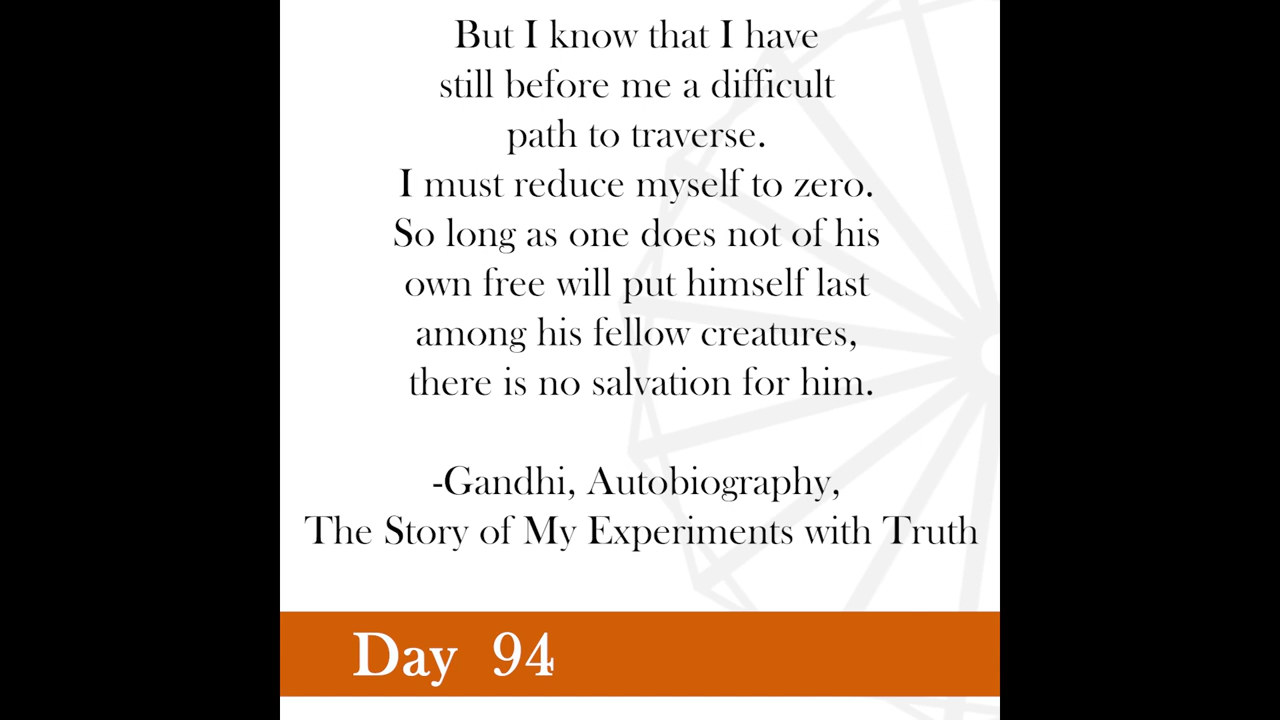 But I know that I have
still before me a difficult
path to traverse.
I must reduce myself to zero.
So long as one does not of his
own free will put himself last
among his fellow creatures,
there is no salvation for him.
-Gandhi, Autobiography,
The Story of My Experiments with Truth
Day 94